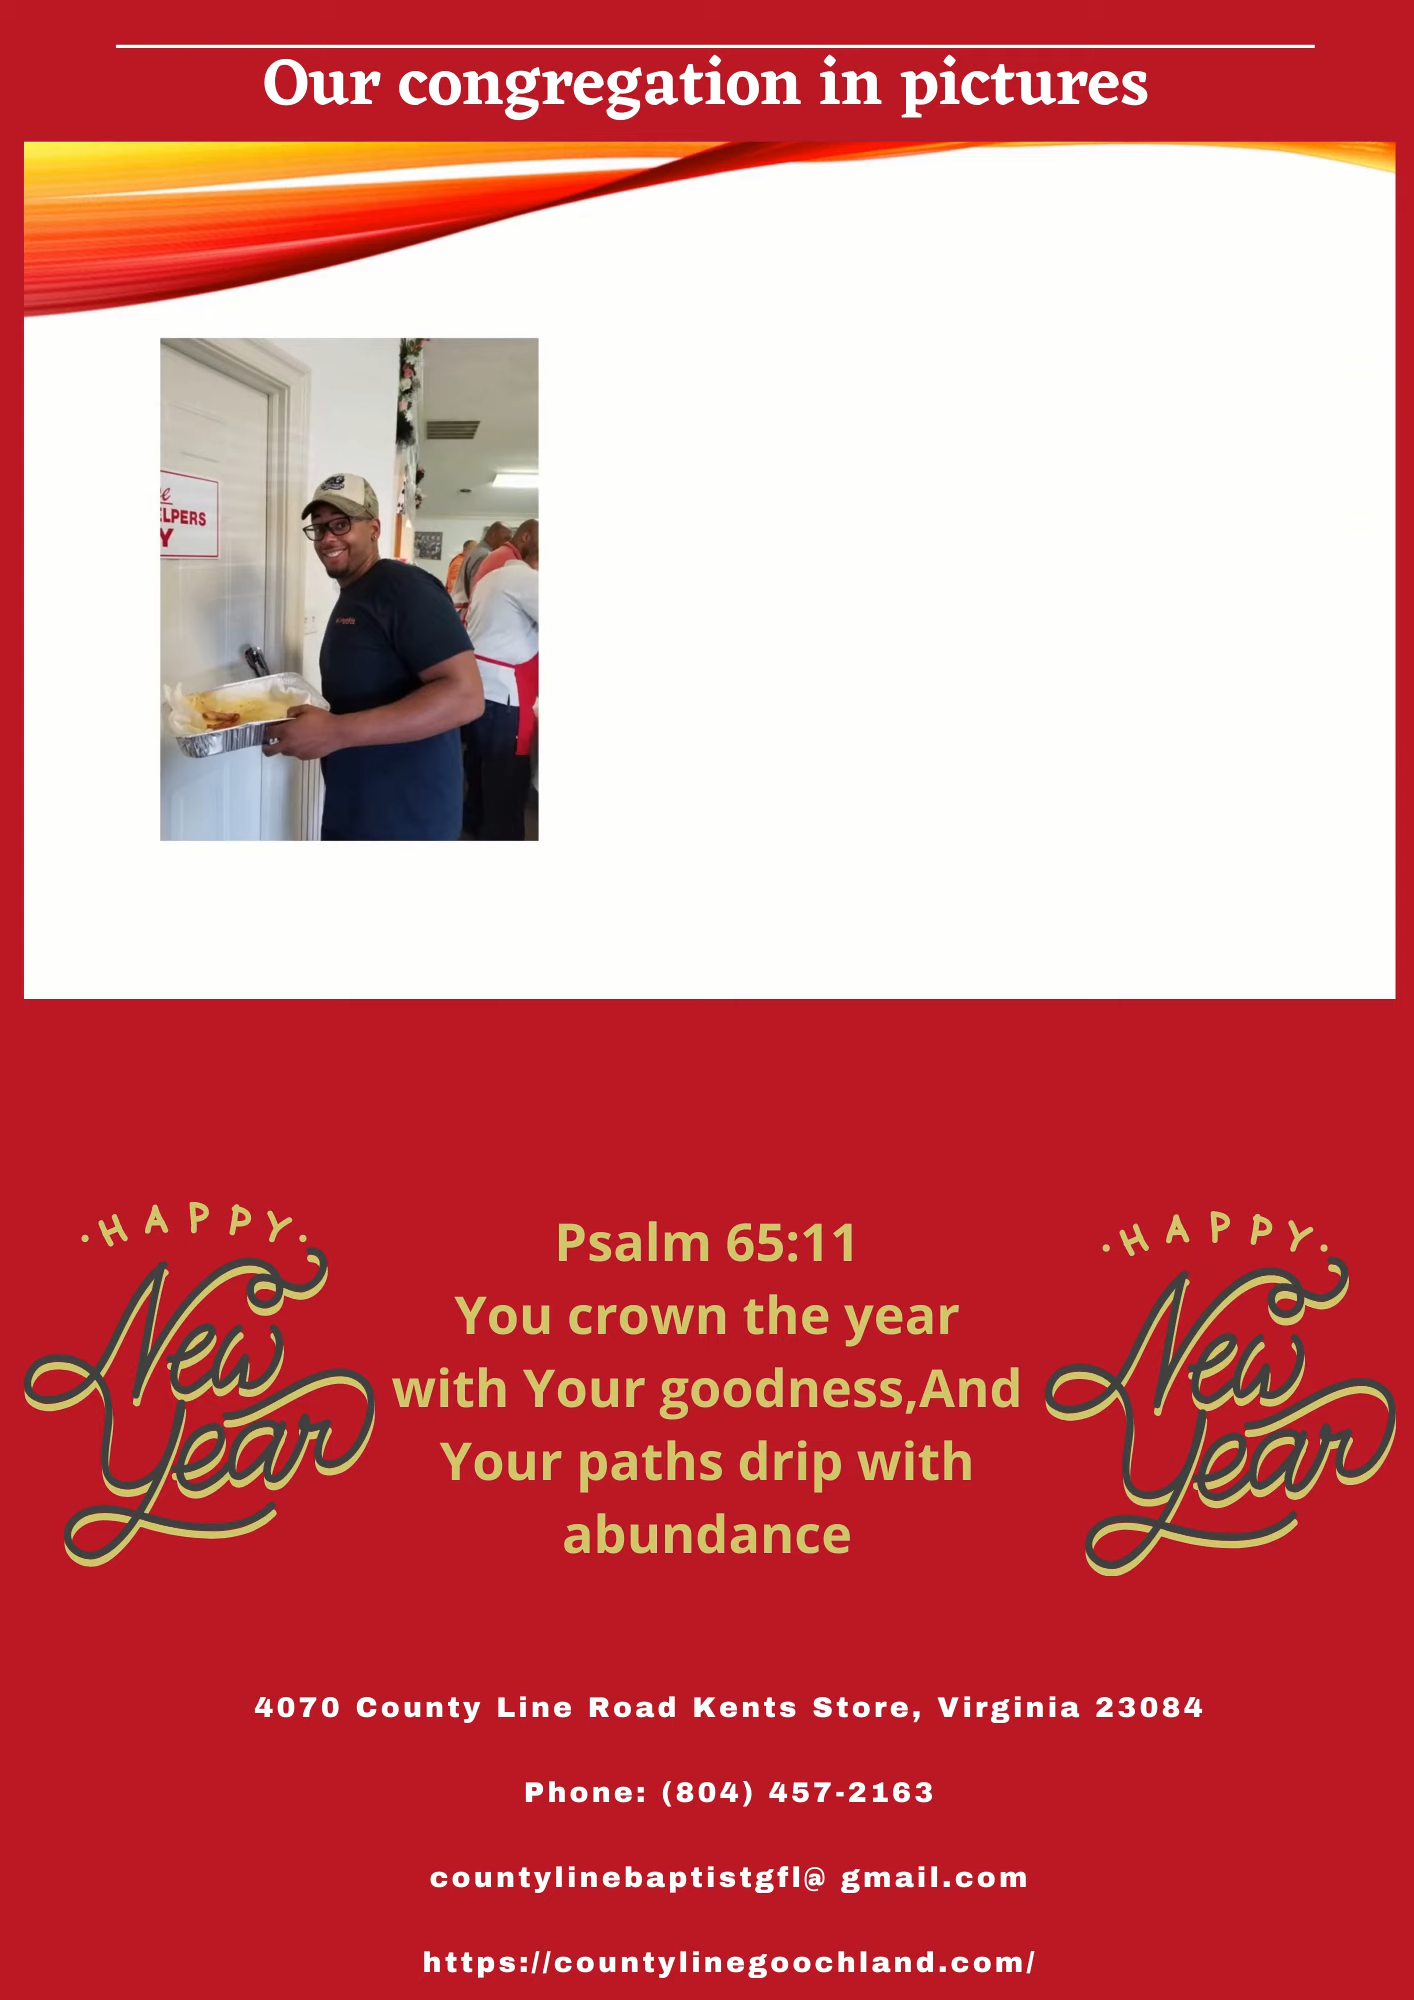 Our congregation in pictures
ELPERS
Y
HAPPY
New
Year
Psalm 65:11
You crown the year
with Your goodness,And
Your paths drip with
abundance
HAPPY
New
Year
4070 County Line Road Kents Store, Virginia 23084
Phone: (804) 457-2163
countylinebaptistgfl@ gmail.com
https://countylinegoochland.com/